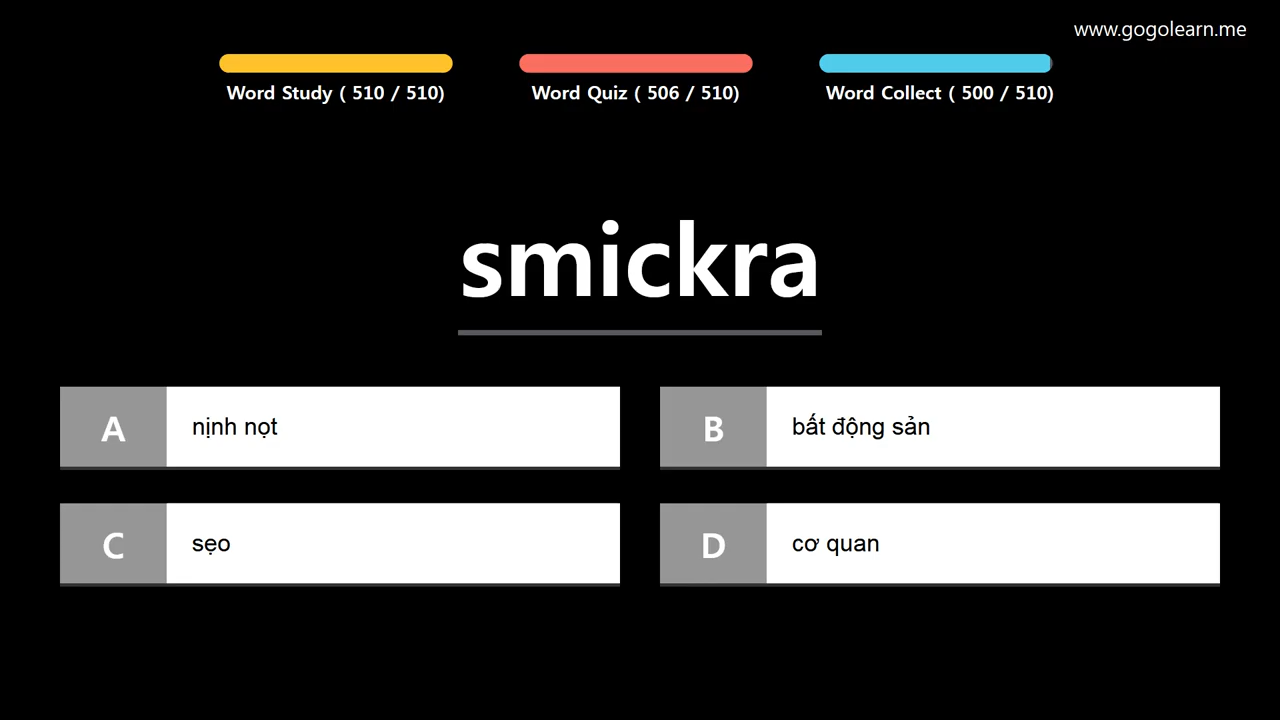 www.gogolearn.me
Word Study ( 510 / 510)
Word Quiz ( 506 / 510)
Word Collect ( 500 / 510)
smickra
A nịnh nọt
B bất động sản
C sẹo
D cơ quan